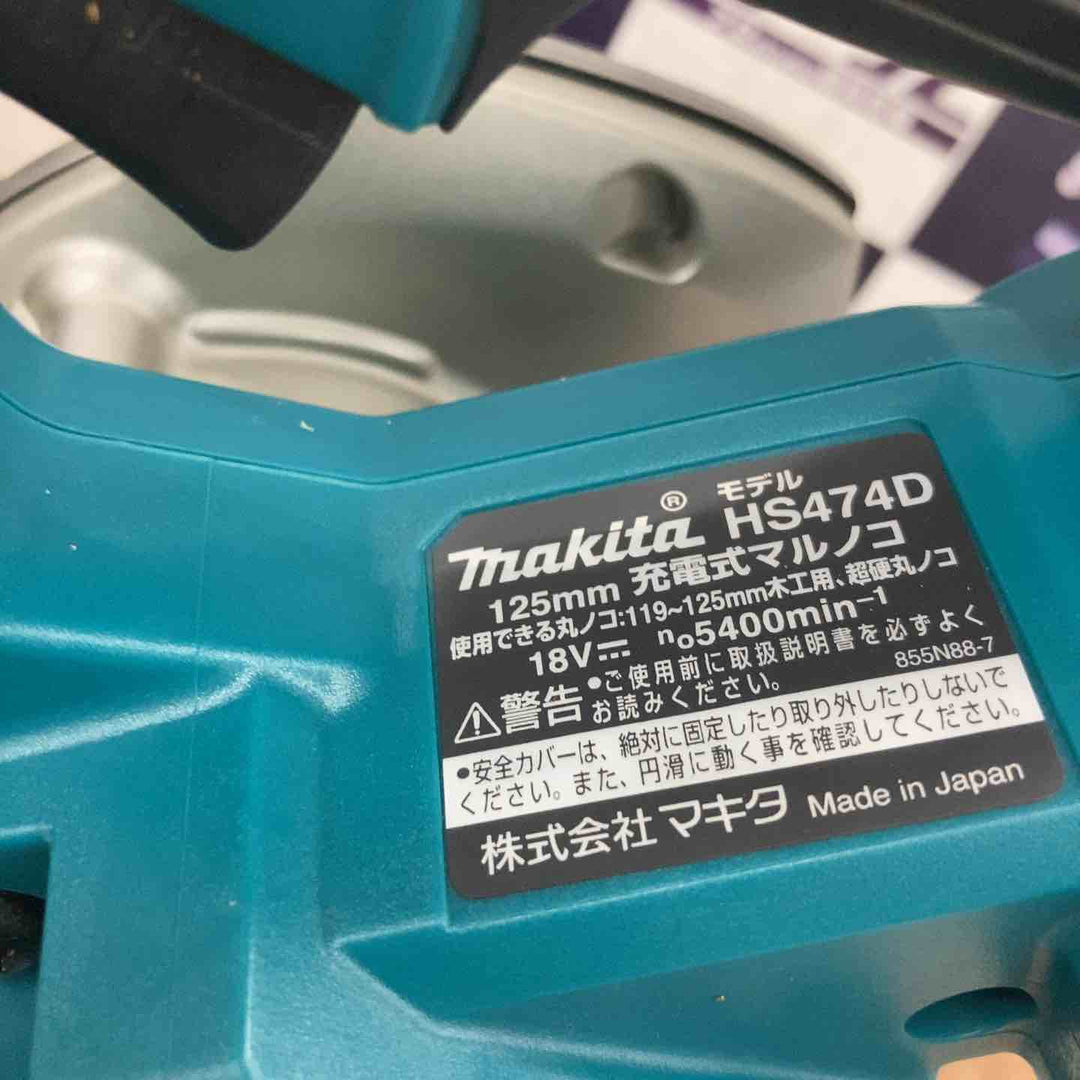 makita® モデル HS474D
125mm 充電式マルノコ
使用できる丸ノコ:119~125mm木工用、超硬丸ノコ
18V n₀5400min⁻¹
警告 •ご使用前に取扱説明書を必ずよく
お読みください。 855N88-7
•安全カバーは、絶対に固定したり取り外したりしないで
ください。また、円滑に動く事を確認してください。
株式会社マキタ Made in Japan